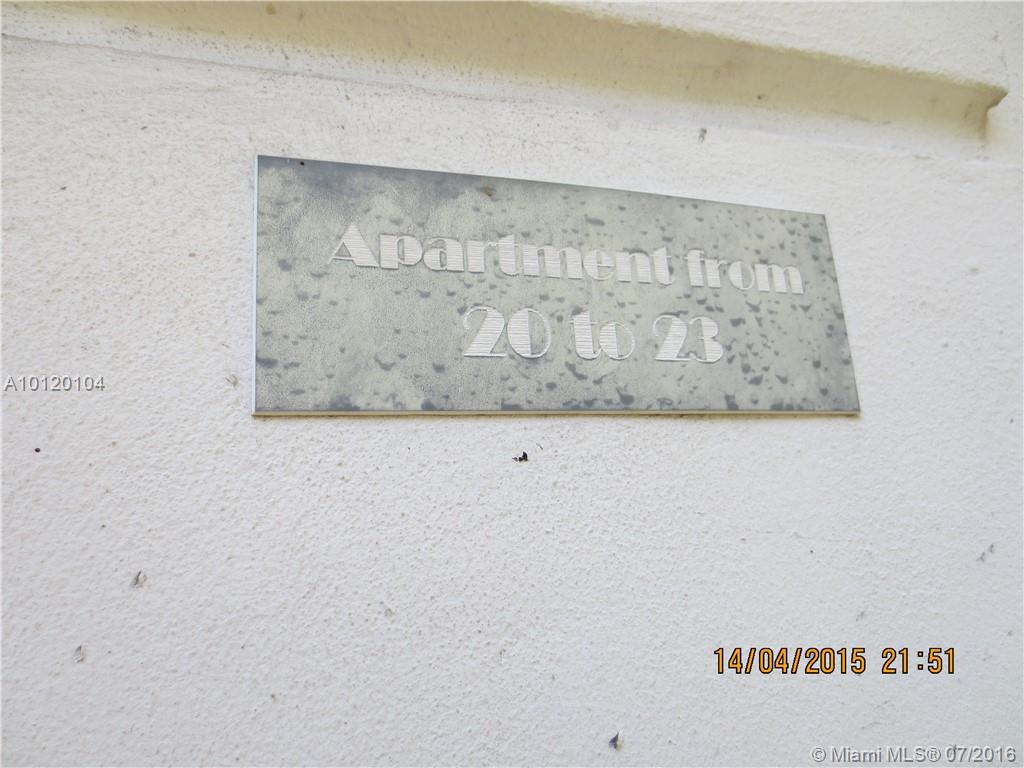 Apartment from
20 to 23
A10120104
14/04/2015 21:51
© Miami MLS® 07/2016